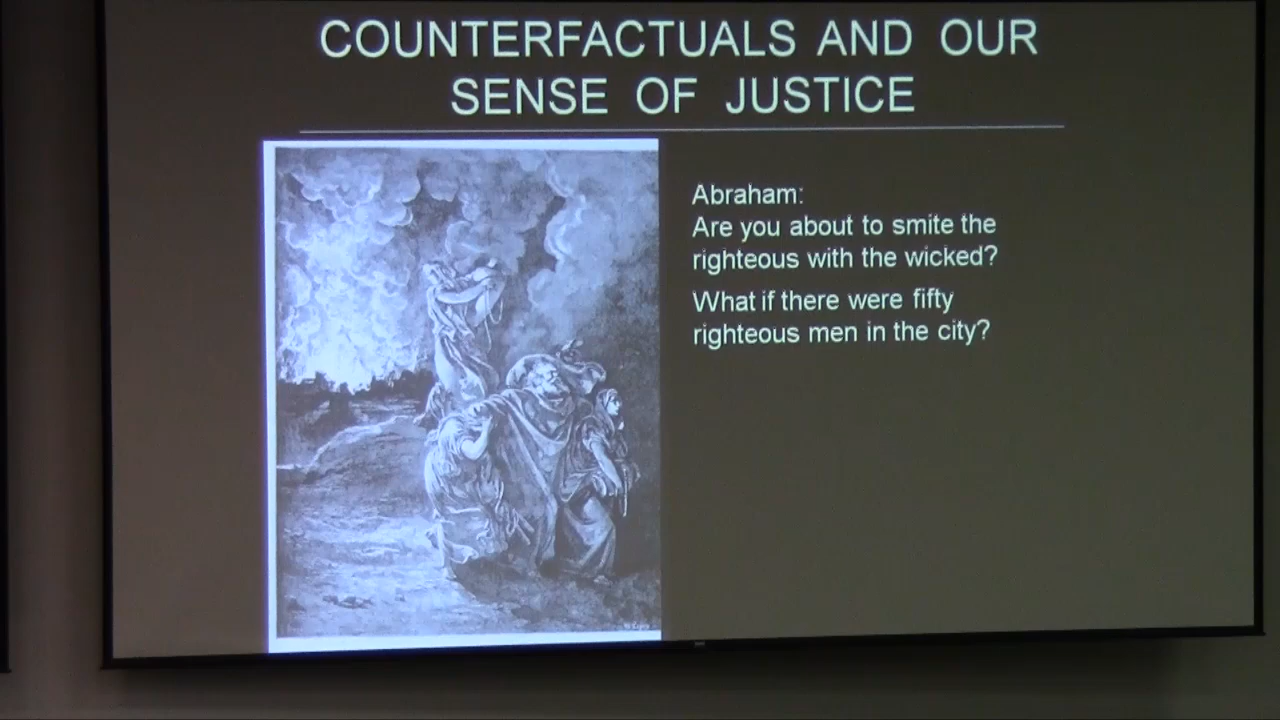 COUNTERFACTUALS AND OUR
SENSE OF JUSTICE
Abraham:
Are you about to smite the
righteous with the wicked?
What if there were fifty
righteous men in the city?